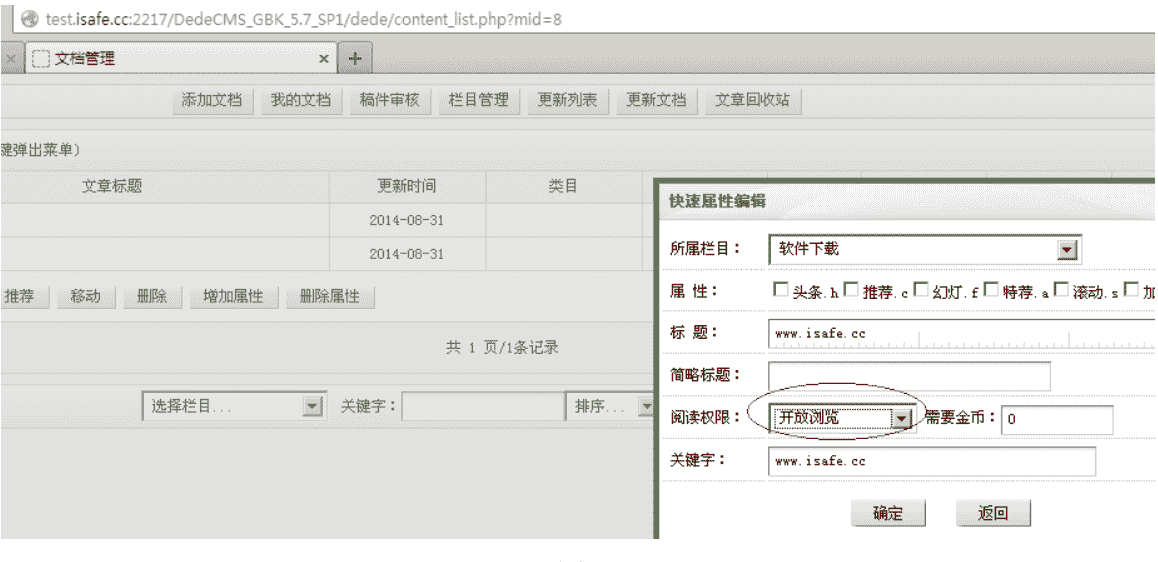 test.isafe.cc:2217/DedeCMS_GBK_5.7_SP1/dede/content_list.php?mid=8
文档管理
添加文档 我的文档 稿件审核 栏目管理 更新列表 更新文档 文章回收站
键弹出菜单)
文章标题 更新时间 类目
2014-08-31
2014-08-31
推荐 移动 删除 增加属性 删除属性
共 1 页/1条记录
选择栏目... 关键字： 排序...
快速属性编辑
所属栏目： 软件下载
属 性： 头条.h 推荐.c 幻灯.f 特荐.a 滚动.s 加
标 题： www.isafe.cc
简略标题：
阅读权限： 开放浏览 需要金币： 0
关键字： www.isafe.cc
确定 返回